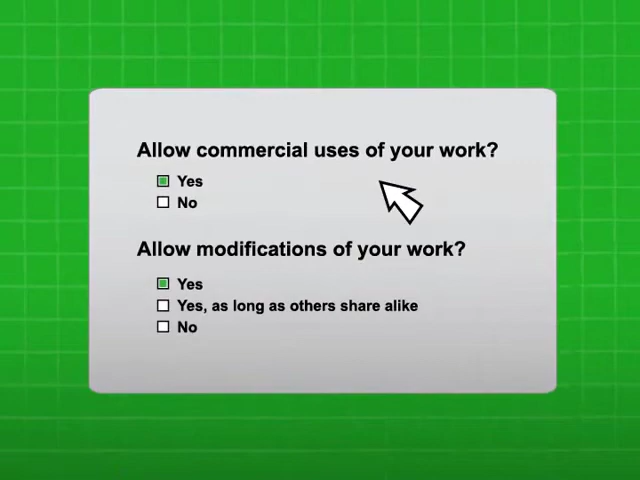 Allow commercial uses of your work?
Yes
No
Allow modifications of your work?
Yes
Yes, as long as others share alike
No